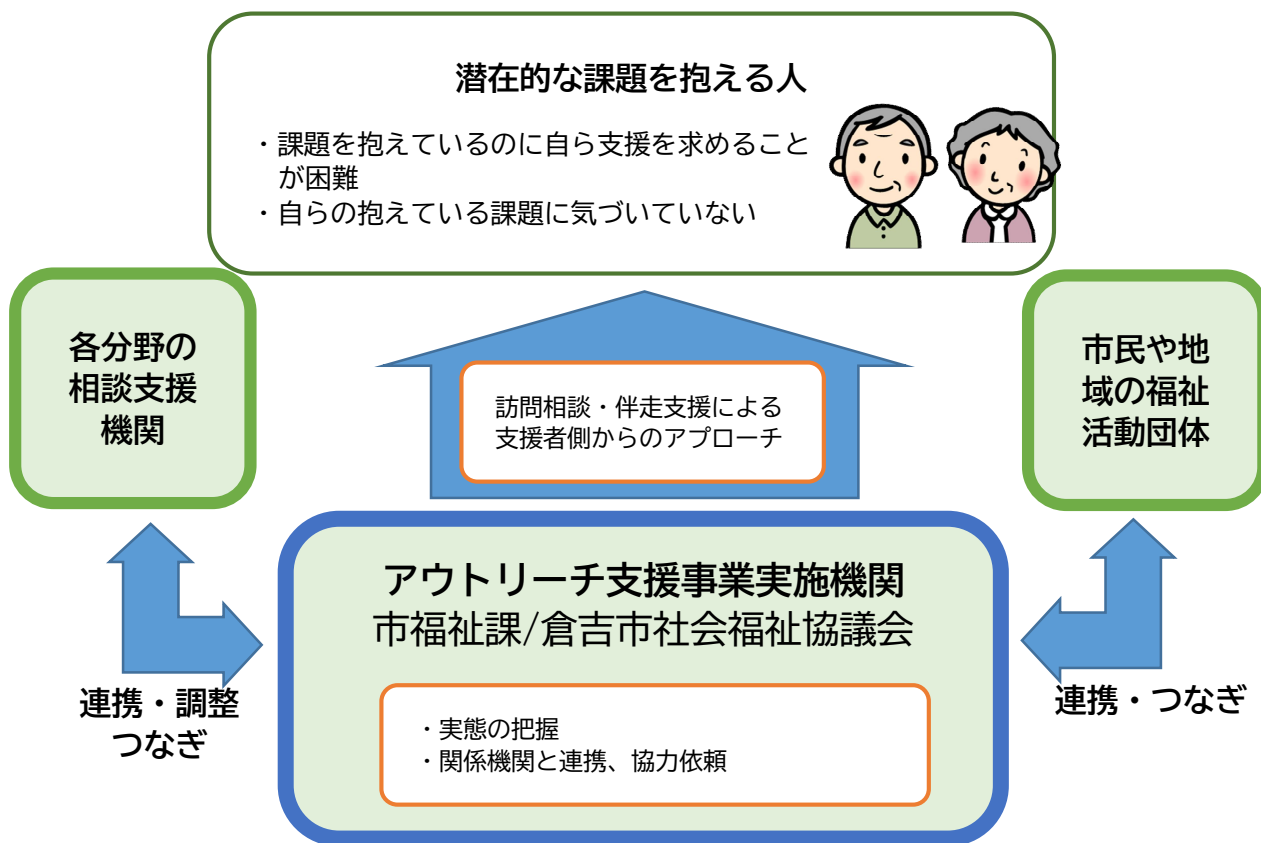 潜在的な課題を抱える人
・課題を抱えているのに自ら支援を求めること
が困難
・自らの抱えている課題に気づいていない
各分野の
相談支援
機関
訪問相談・伴走支援による
支援者側からのアプローチ
市民や地
域の福祉
活動団体
アウトリーチ支援事業実施機関
市福祉課/倉吉市社会福祉協議会
・実態の把握
・関係機関と連携、協力依頼
連携・調整
つなぎ
連携・つなぎ